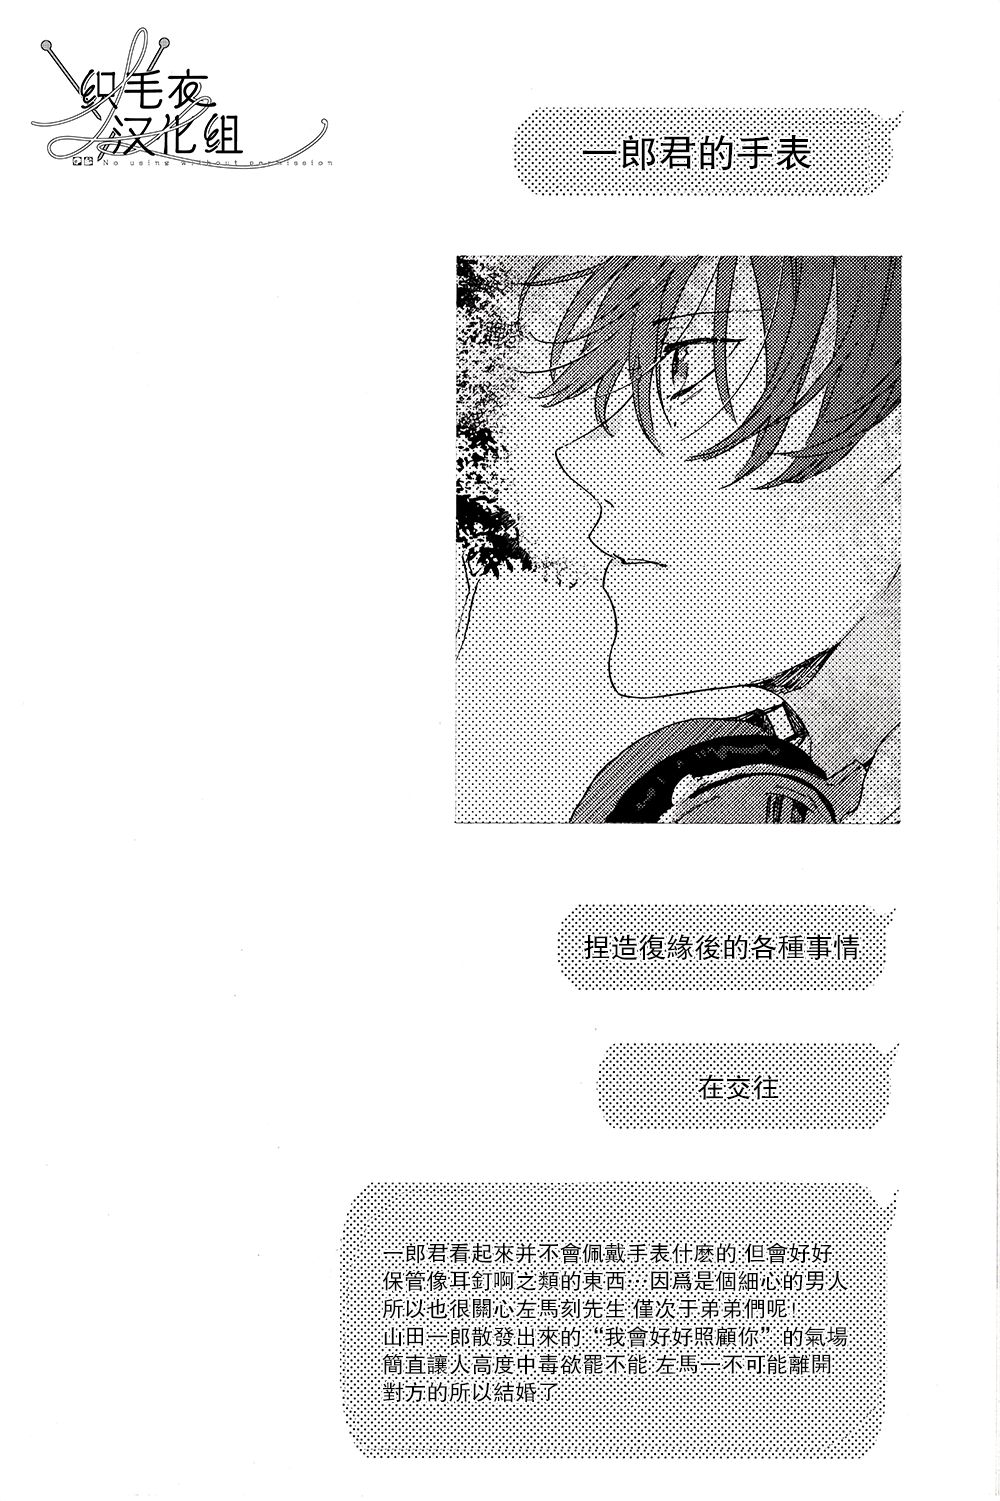 织毛衣
汉化组
No using without permission
一郎君的手表
捏造復緣後的各種事情
在交往
一郎君看起來并不會佩戴手表什麽的 但會好好
保管像耳釘啊之類的東西…因爲是個細心的男人
所以也很關心左馬刻先生 僅次于弟弟們呢！
山田一郎散發出來的“我會好好照顧你”的氣場
簡直讓人高度中毒欲罷不能 左馬一不可能離開
對方的所以結婚了